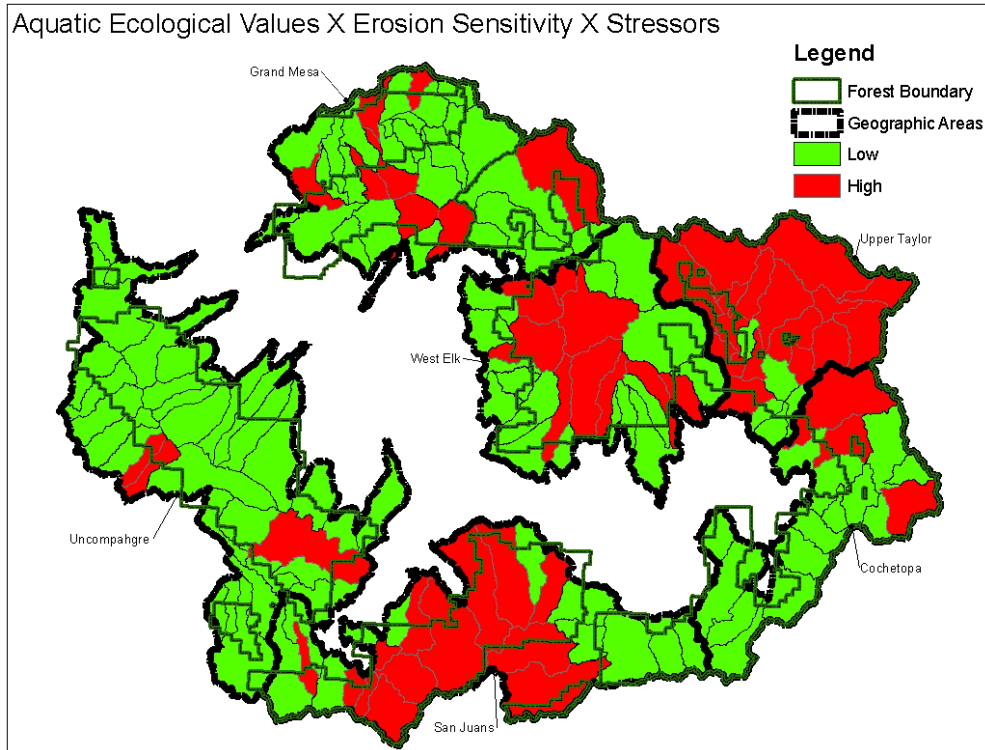 Aquatic Ecological Values X Erosion Sensitivity X Stressors
Legend
Forest Boundary
Geographic Areas
Low
High
Grand Mesa
Upper Taylor
West Elk
Uncompahgre
Cochetopa
San Juans